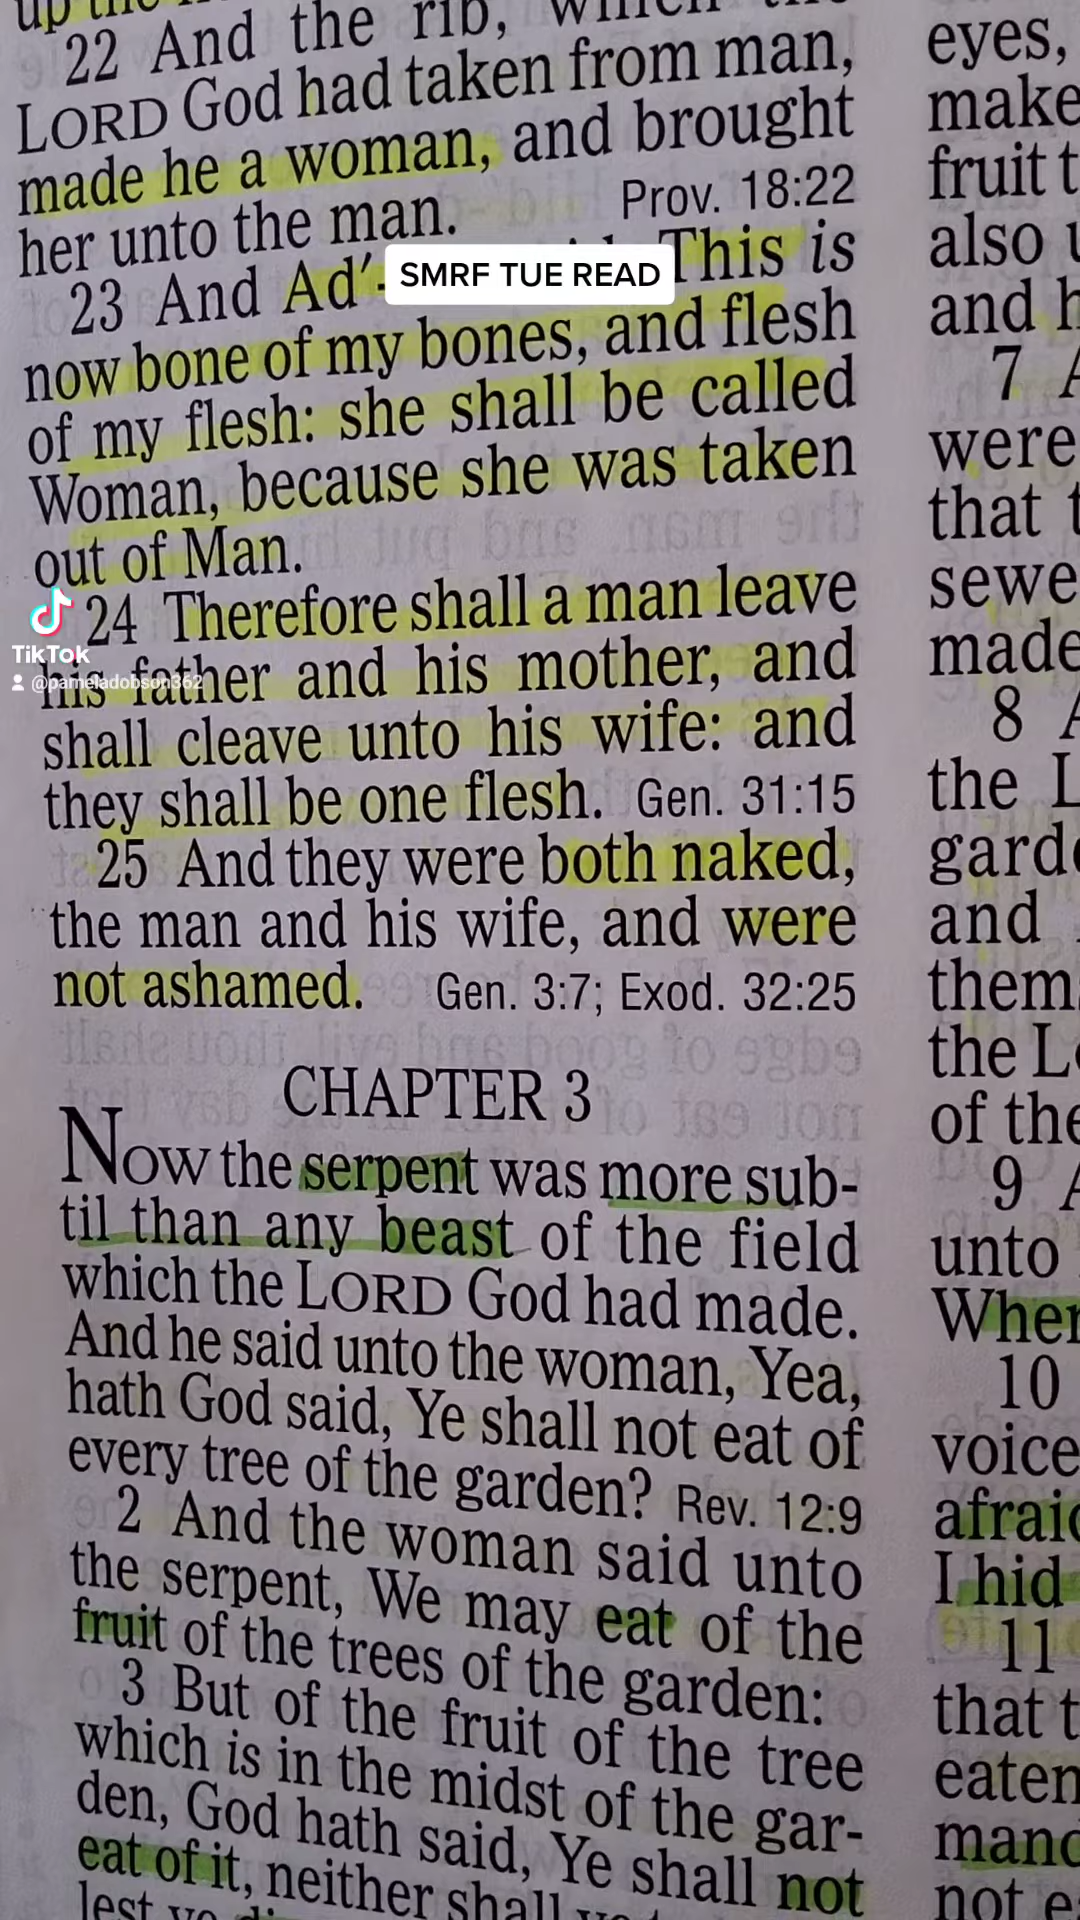 up the
22 And the rib,
LORD God had taken from man,
made he a woman, and brought
her unto the man. Prov. 18:22
23 And Ad'- This is
now bone of my bones, and flesh
of my flesh: she shall be called
Woman, because she was taken
out of Man.
24 Therefore shall a man leave
his father and his mother, and
shall cleave unto his wife: and
they shall be one flesh. Gen. 31:15
25 And they were both naked,
the man and his wife, and were
not ashamed. Gen. 3:7; Exod. 32:25
CHAPTER 3
Now the serpent was more sub-
til than any beast of the field
which the LORD God had made.
And he said unto the woman, Yea,
hath God said, Ye shall not eat of
every tree of the garden? Rev. 12:9
2 And the woman said unto
the serpent, We may eat of the
fruit of the trees of the garden:
3 But of the fruit of the tree
which is in the midst of the gar-
den, God hath said, Ye shall not
eat of it, neither shall
lest
eyes,
make
fruit t
also
and h
7 A
were
that t
sewe
made
8 A
the L
garde
and
them
the Lo
of the
9 A
unto
Wher
10
voice
afraid
I hid
11
that t
eaten
mand
not e
SMRF TUE READ
TikTok
@pameladobson362